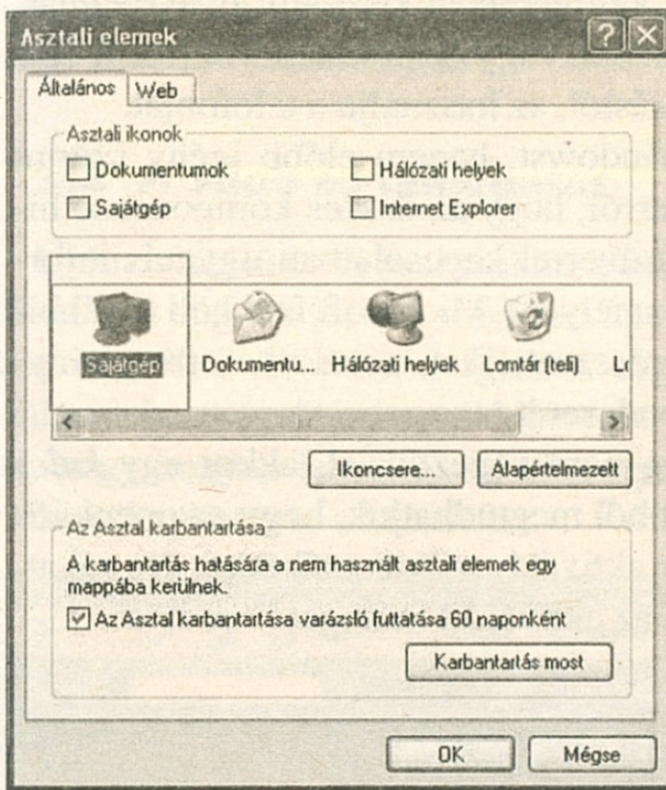 Asztali elemek
Általános Web
Asztali ikonok
Dokumentumok Hálózati helyek
Sajátgép Internet Explorer
Sajátgép Dokumentu... Hálózati helyek Lomtár (teli)
Ikoncsere... Alapértelmezett
Az Asztal karbantartása
A karbantartás hatására a nem használt asztali elemek egy
mappába kerülnek.
Az Asztal karbantartása varázsló futtatása 60 naponként
Karbantartás most
OK Mégse